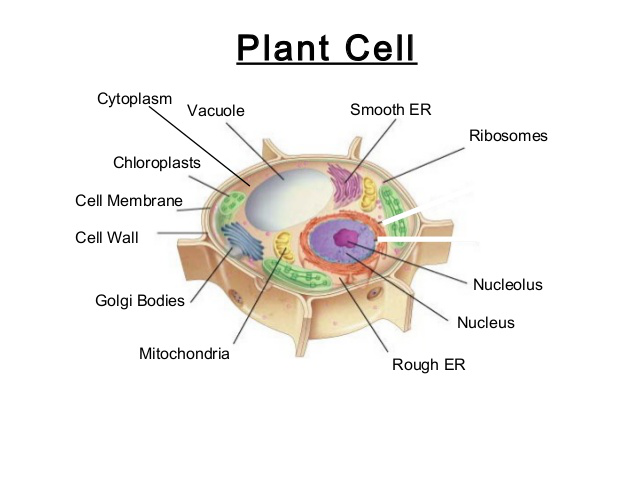 Plant Cell
Cytoplasm
Vacuole
Smooth ER
Ribosomes
Chloroplasts
Cell Membrane
Cell Wall
Golgi Bodies
Nucleolus
Nucleus
Mitochondria
Rough ER